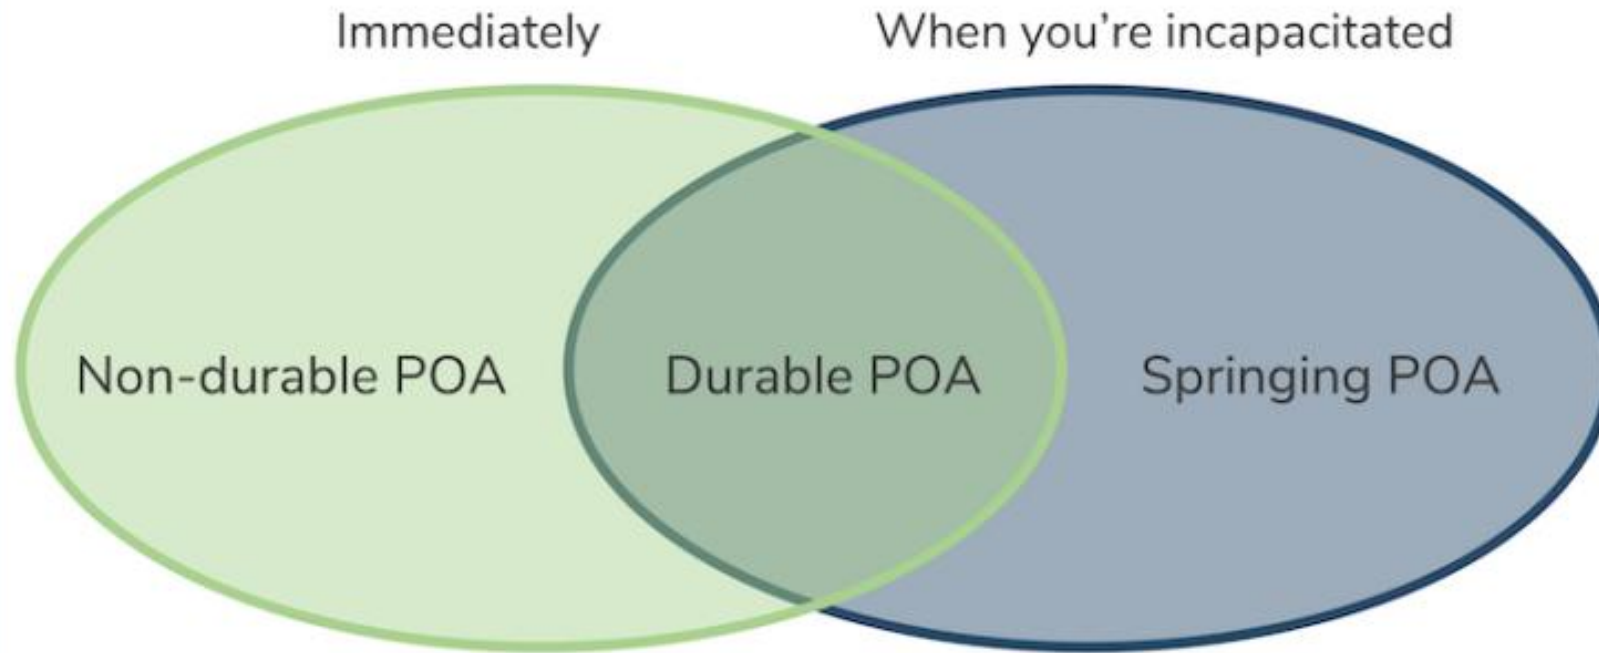 Immediately
When you’re incapacitated
Non-durable POA
Durable POA
Springing POA